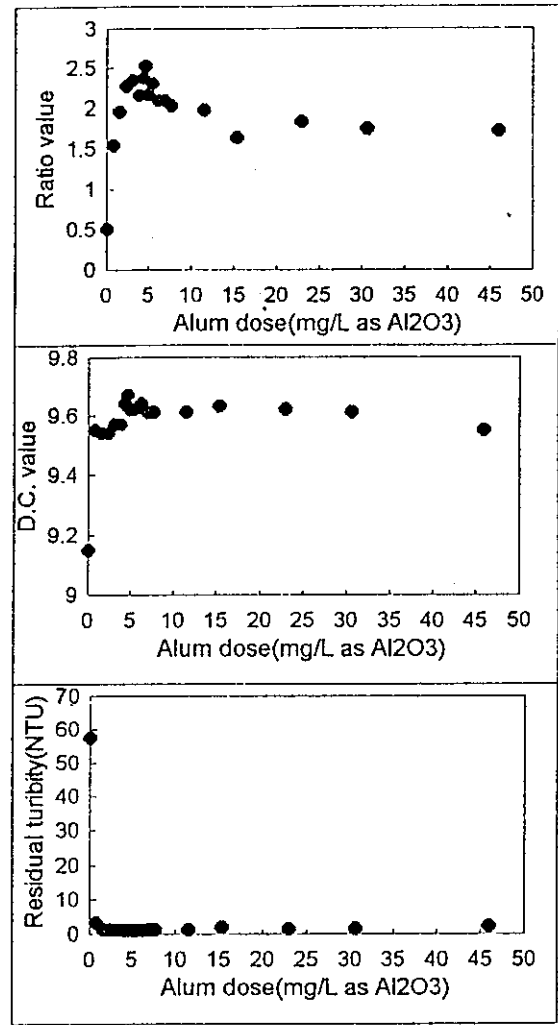 3
2.5
2
1.5
1
0.5
0
Ratio value
0 5 10 15 20 25 30 35 40 45 50
Alum dose(mg/L as Al2O3)
9.8
9.6
9.4
9.2
9
D.C. value
0 5 10 15 20 25 30 35 40 45 50
Alum dose(mg/L as Al2O3)
70
60
50
40
30
20
10
0
Residual turibity(NTU)
0 5 10 15 20 25 30 35 40 45 50
Alum dose(mg/L as Al2O3)